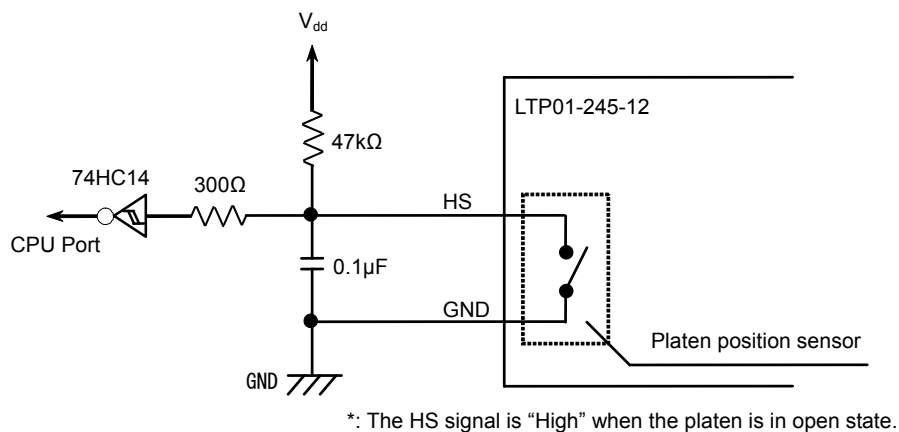 Vdd
LTP01-245-12
47kΩ
74HC14
300Ω
HS
CPU Port
0.1µF
GND
Platen position sensor
GND
*: The HS signal is “High” when the platen is in open state.